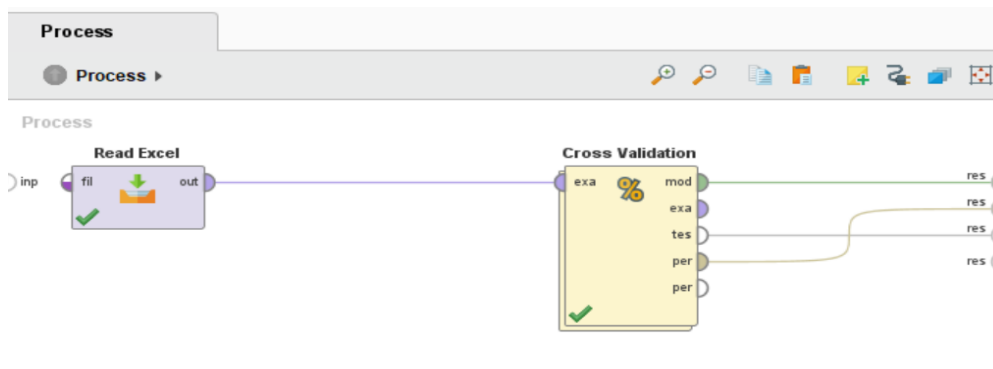 Process
Process
Process
Read Excel
Cross Validation
inp
fil
out
exa
mod
res
exa
res
tes
res
per
res
per